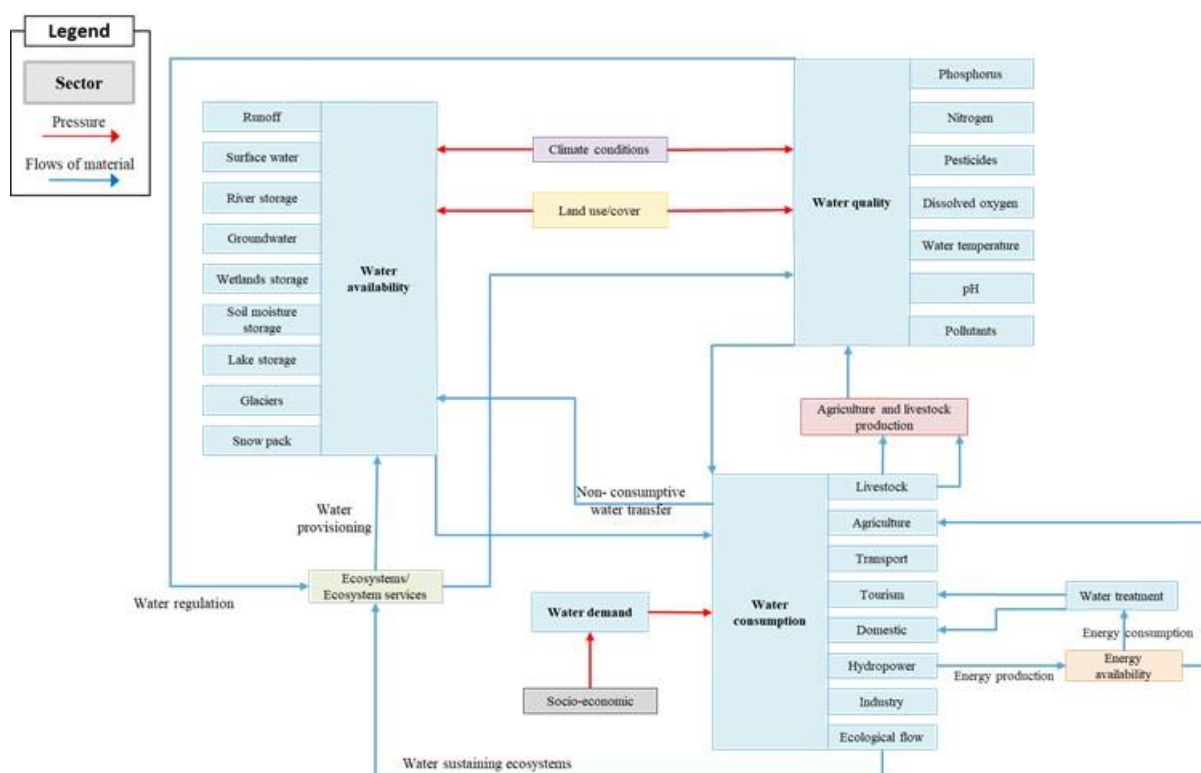 Legend
Sector
Pressure
Flows of material
Runoff
Surface water
River storage
Groundwater
Wetlands storage
Soil moisture
storage
Lake storage
Glaciers
Snow pack
Water
availability
Climate conditions
Land use/cover
Water quality
Phosphorus
Nitrogen
Pesticides
Dissolved oxygen
Water temperature
pH
Pollutants
Agriculture and livestock
production
Non- consumptive
water transfer
Water
provisioning
Ecosystems/
Ecosystem services
Water regulation
Water demand
Socio-economic
Water
consumption
Livestock
Agriculture
Transport
Tourism
Domestic
Hydropower
Industry
Ecological flow
Water treatment
Energy consumption
Energy production
Energy
availability
Water sustaining ecosystems